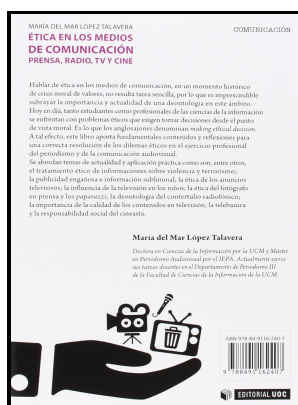 MARÍA DEL MAR LÓPEZ TALAVERA
COMUNICACIÓN
ÉTICA EN LOS MEDIOS
DE COMUNICACIÓN
PRENSA, RADIO, TV Y CINE
Hablar de ética en los medios de comunicación, en un momento histórico
de crisis moral de valores, no resulta tarea sencilla, por lo que es imprescindible
subrayar la importancia y actualidad de una deontología en este ámbito.
Hoy en día, tanto estudiantes como profesionales de las ciencias de la información
se enfrentan con problemas éticos que exigen tomar decisiones desde el punto
de vista moral. Es lo que los anglosajones denominan making ethical decision.
A tal efecto, este libro aporta fundamentos, contenidos y reflexiones para
una correcta resolución de los dilemas éticos en el ejercicio profesional
del periodismo y de la comunicación audiovisual.
Se abordan temas de actualidad y aplicación práctica como son, entre otros,
el tratamiento ético de informaciones sobre violencia y terrorismo;
la publicidad engañosa e información subliminal; la ética de los anuncios
televisivos; la influencia de la televisión en los niños; la ética del fotógrafo
en prensa y los paparazzi; la deontología del contertulio radiofónico;
la importancia de la calidad de los contenidos en televisión; la telebasura
y la responsabilidad social del cineasta.
María del Mar López Talavera
Doctora en Ciencias de la Información por la UCM y Máster
en Periodismo Audiovisual por el IEPA. Actualmente ejerce
sus tareas docentes en el Departamento de Periodismo III
de la Facultad de Ciencias de la Información de la UCM.
ISBN 978-84-9116-240-7
9 788491 162407
EDITORIAL UOC